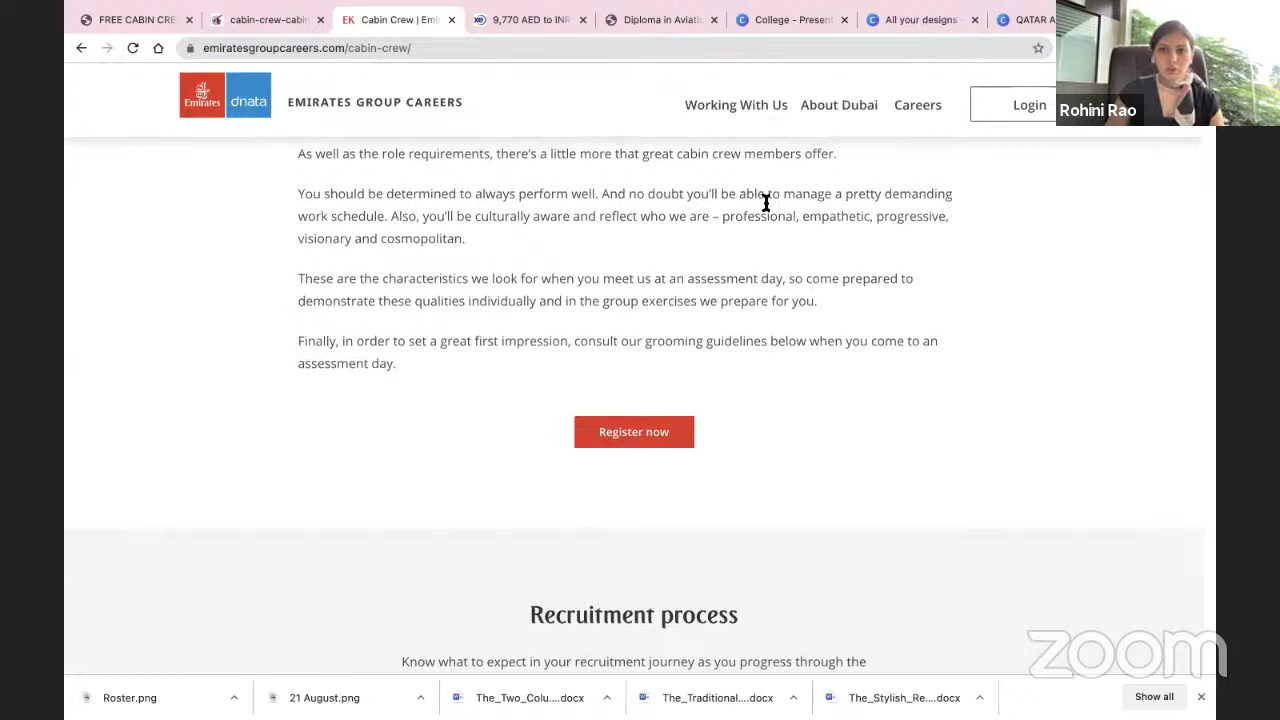 FREE CABIN CRE
cabin-crew-cabin
EK Cabin Crew | Emi
9,770 AED to INR
Diploma in Aviatio
College - Present
All your designs -
QATAR A
emiratesgroupcareers.com/cabin-crew/
Emirates
dnata
EMIRATES GROUP CAREERS
Working With Us
About Dubai
Careers
Login
Rohini Rao
As well as the role requirements, there's a little more that great cabin crew members offer.
You should be determined to always perform well. And no doubt you'll be able to manage a pretty demanding
work schedule. Also, you'll be culturally aware and reflect who we are – professional, empathetic, progressive,
visionary and cosmopolitan.
These are the characteristics we look for when you meet us at an assessment day, so come prepared to
demonstrate these qualities individually and in the group exercises we prepare for you.
Finally, in order to set a great first impression, consult our grooming guidelines below when you come to an
assessment day.
Register now
Recruitment process
Know what to expect in your recruitment journey as you progress through the
zoom
Roster.png
21 August.png
The_Two_Colu....docx
The_Traditional....docx
The_Stylish_Re....docx
Show all